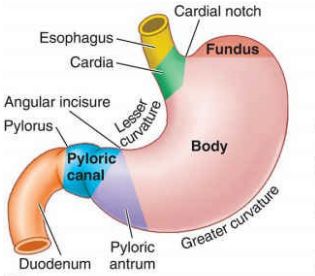 Cardial notch
Esophagus
Fundus
Cardia
Angular incisure
Lesser
curvature
Pylorus
Body
Pyloric
canal
Greater curvature
Duodenum
Pyloric
antrum